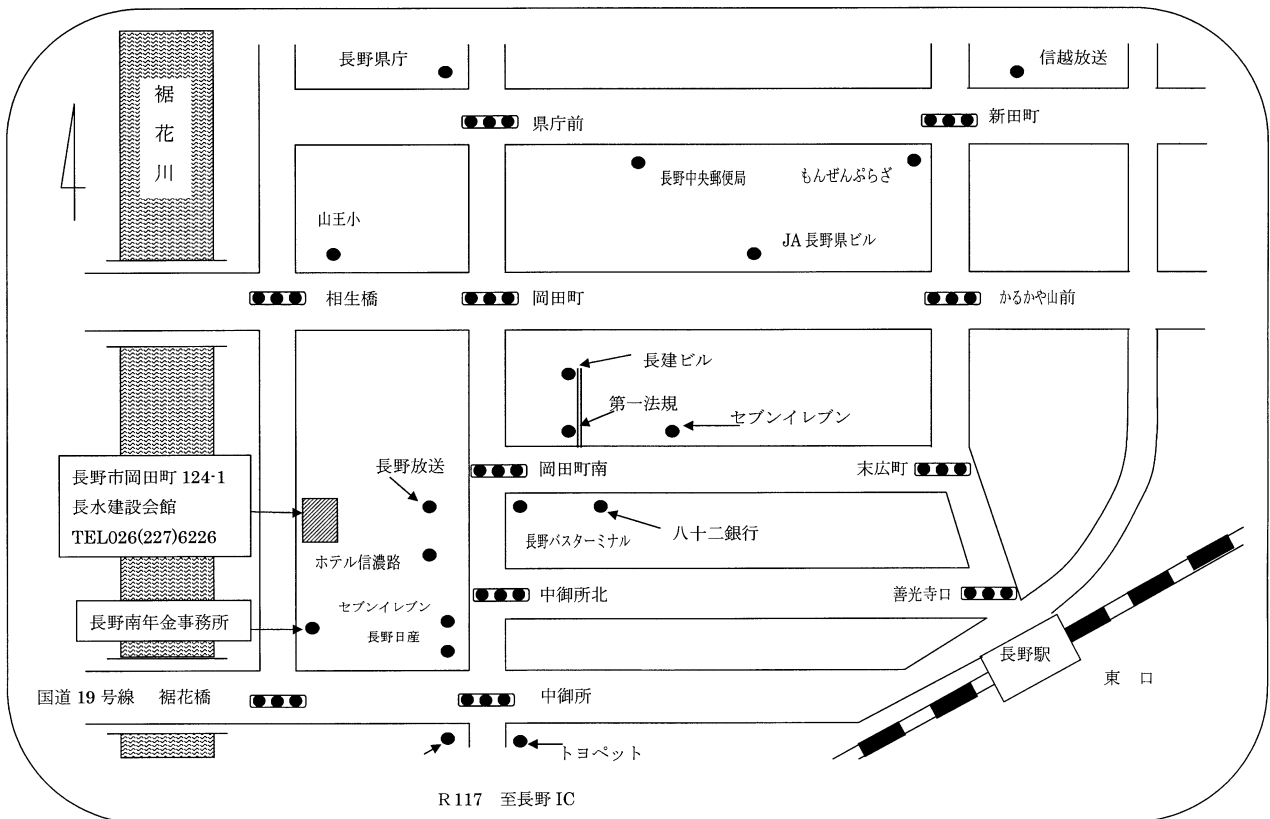 長野県庁
信越放送
裾花川
県庁前
新田町
長野中央郵便局
もんぜんぷらざ
山王小
JA長野県ビル
相生橋
岡田町
かるかや山前
長建ビル
第一法規
セブンイレブン
長野放送
岡田町南
末広町
長野市岡田町 124-1
長水建設会館
TEL026(227)6226
長野バスターミナル
八十二銀行
ホテル信濃路
中御所北
善光寺口
セブンイレブン
長野日産
長野南年金事務所
長野駅
東 口
国道 19 号線 裾花橋
中御所
トヨペット
R117 至長野 IC